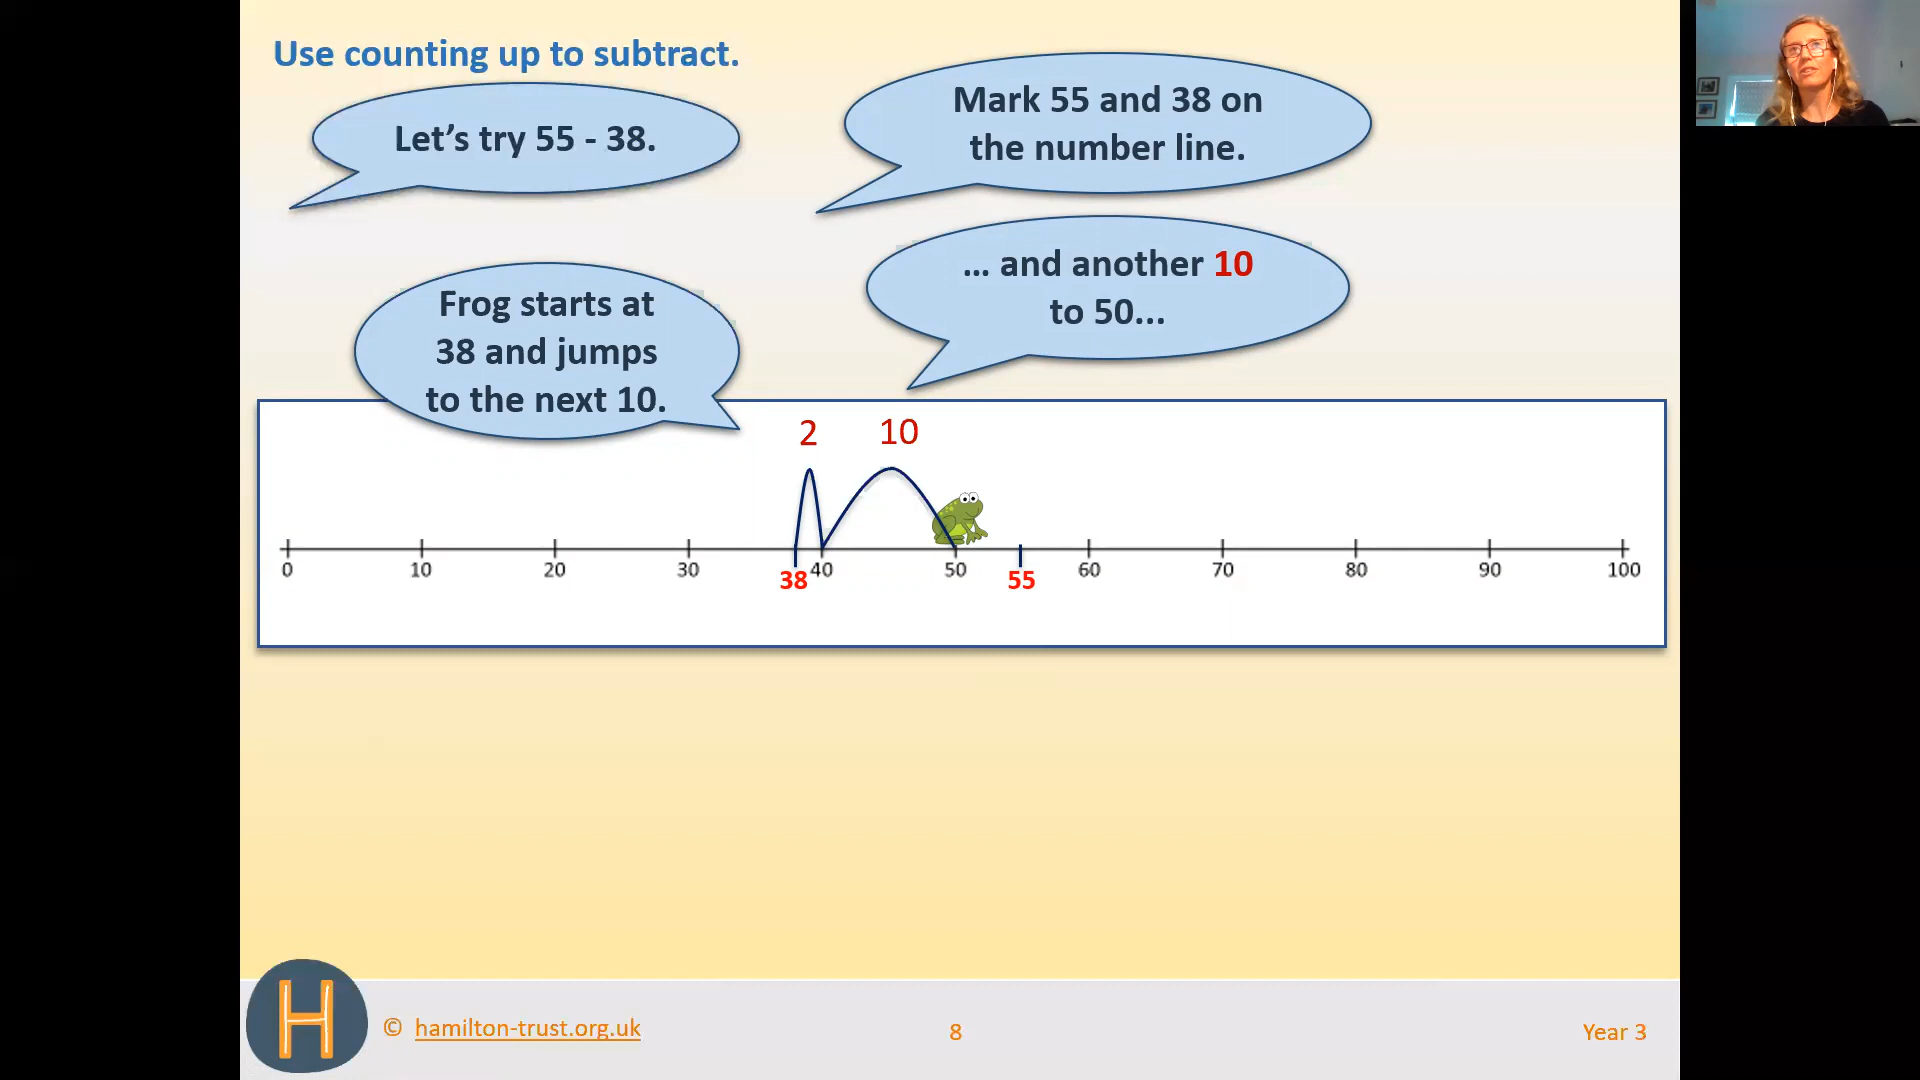 Use counting up to subtract.
Let's try 55 - 38.
Mark 55 and 38 on
the number line.
Frog starts at
38 and jumps
to the next 10.
... and another 10
to 50...
2 10
0 10 20 30 40 50 60 70 80 90 100
38 55
H
© hamilton-trust.org.uk
8
Year 3